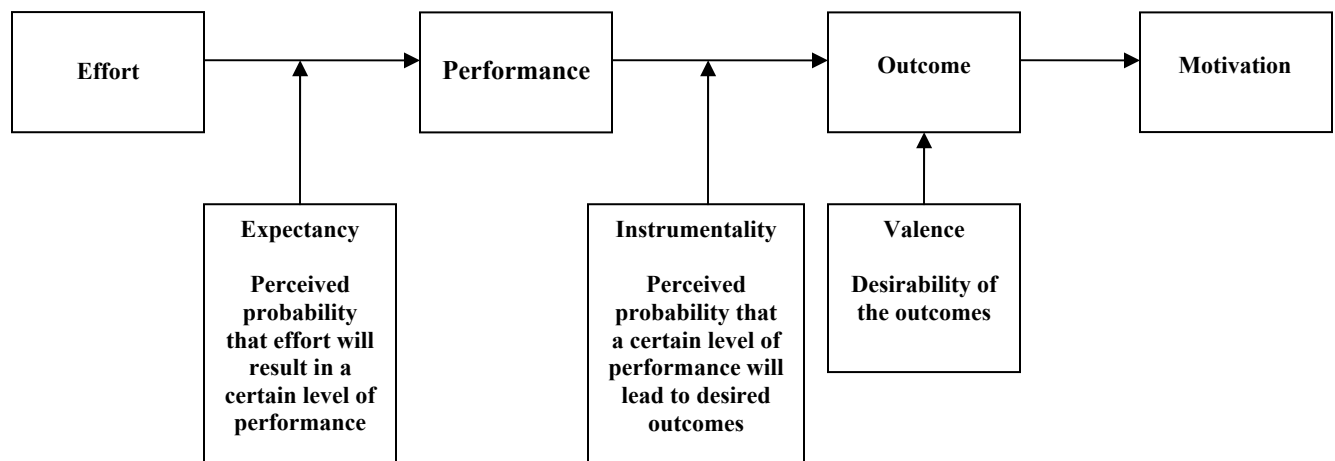 Effort
Performance
Outcome
Motivation
Expectancy
Perceived
probability
that effort will
result in a
certain level of
performance
Instrumentality
Perceived
probability that
a certain level of
performance will
lead to desired
outcomes
Valence
Desirability of
the outcomes